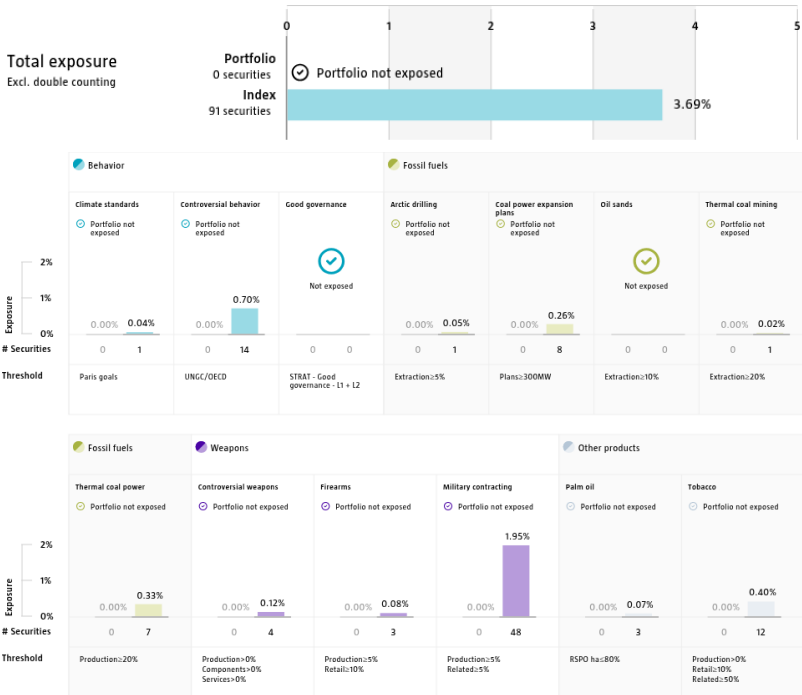 0 1 2 3 4 5
Total exposure
Excl. double counting
Portfolio
0 securities
Portfolio not exposed
Index
91 securities
3.69%
Behavior
Fossil fuels
Climate standards
Controversial behavior
Good governance
Arctic drilling
Coal power expansion
plans
Oil sands
Thermal coal mining
Portfolio not
exposed
Portfolio not
exposed
Not exposed
Portfolio not
exposed
Portfolio not
exposed
Not exposed
Portfolio not
exposed
Exposure
2%
1%
0%
0.00% 0.04%
0.00% 0.70%
0.00% 0.05%
0.00% 0.26%
0.00% 0.02%
# Securities 0 1 0 14 0 0 0 1 0 8 0 0 0 1
Threshold
Paris goals
UNGC/OECD
STRAT - Good
governance - L1 + L2
Extraction≥5%
Plans≥300MW
Extraction≥10%
Extraction≥20%
Fossil fuels
Weapons
Other products
Thermal coal power
Controversial weapons
Firearms
Military contracting
Palm oil
Tobacco
Portfolio not exposed
Portfolio not exposed
Portfolio not exposed
Portfolio not exposed
Portfolio not exposed
Portfolio not exposed
Exposure
2%
1%
0%
0.00% 0.33%
0.00% 0.12%
0.00% 0.08%
0.00% 1.95%
0.00% 0.07%
0.00% 0.40%
# Securities 0 7 0 4 0 3 0 48 0 3 0 12
Threshold
Production≥20%
Production>0%
Components>0%
Services>0%
Production≥5%
Retail≥10%
Production≥5%
Related≥5%
RSPO ha≤80%
Production>0%
Retail≥10%
Related≥50%